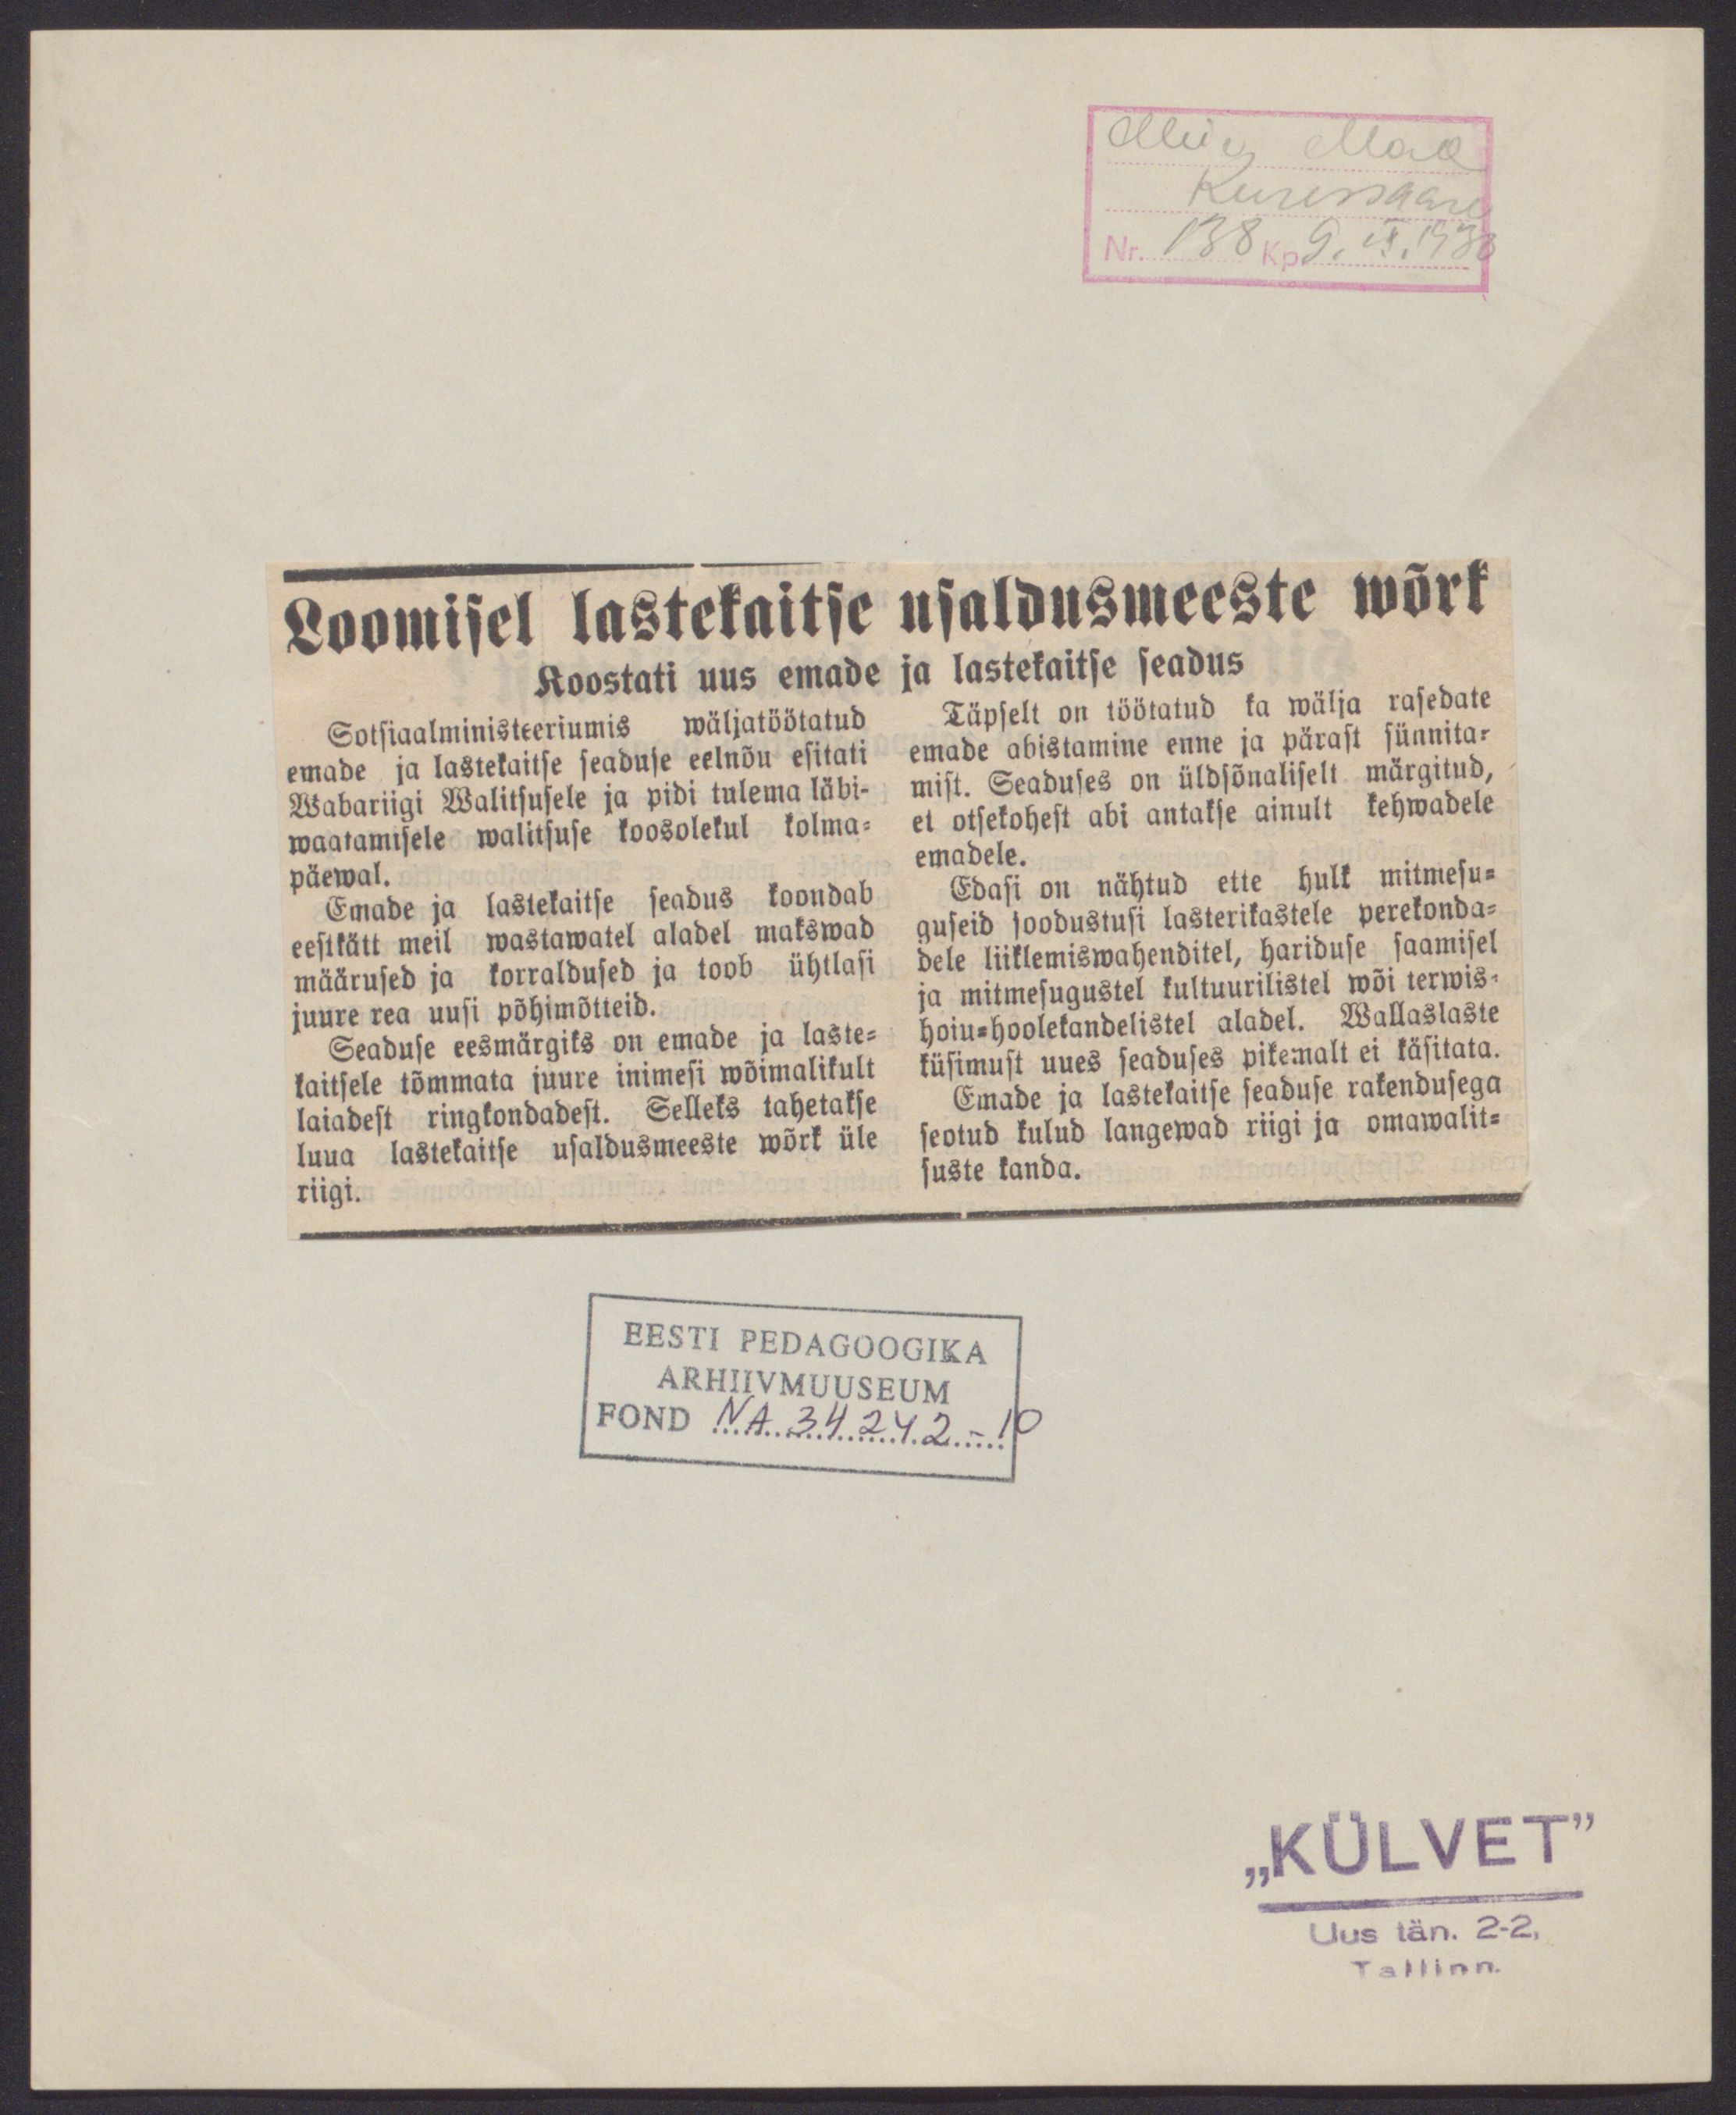 Meie Maa
Kuressaare
Nr. 138 Kp 9. IX. 1938
Loomisel lastekaitse usaldusmeeste wõrk
Koostati uus emade ja lastekaitse seadus
Sotsiaalministeeriumis wäljatöötatud
emade ja lastekaitse seaduse eelnõu esitati
Wabariigi Walitsusele ja pidi tulema läbi-
waatamisele walitsuse koosolekul kolma-
päewal.
Emade ja lastekaitse seadus koondab
eestkätt meil wastawatel aladel makswad
määrused ja korraldused ja toob ühtlasi
juure rea uusi põhimõtteid.
Seaduse eesmärgiks on emade ja laste-
kaitsele tõmmata juure inimesi wõimalikult
laiadest ringkondadest. Selleks tahetakse
luua lastekaitse usaldusmeeste wõrk üle
riigi.
Täpselt on töötatud ka wälja rasedate
emade abistamine enne ja pärast sünnita-
mist. Seaduses on üldsõnaliselt märgitud,
et otsekohest abi antakse ainult kehwadele
emadele.
Edasi on nähtud ette hulk mitmesu-
guseid soodustusi lasterikastele perekonda-
dele liiklemiswahenditel, hariduse saamisel
ja mitmesugustel kultuurilistel wõi terwis-
hoiu-hoolekandelistel aladel. Wallaslaste
küsimust uues seaduses pikemalt ei käsitata.
Emade ja lastekaitse seaduse rakendusega
seotud kulud langewad riigi ja omawalit-
suste kanda.
EESTI PEDAGOOGIKA
ARHIIVMUUSEUM
FOND NA 34242-10
„KÜLVET”
Uus tän. 2-2,
Tallinn.